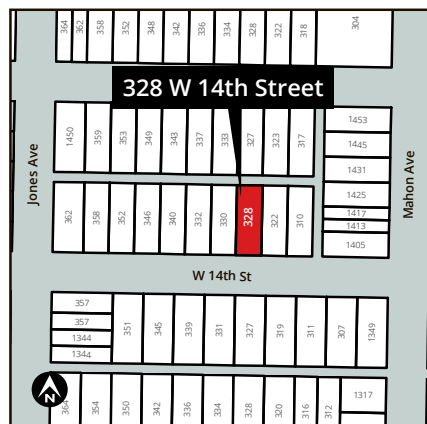 364 362 358 352 348 342 336 334 328 322 318 304
328 W 14th Street
1450 359 353 349 343 337 333 327 323 317
1453
1445
1431
1425
1417
1413
1405
Jones Ave
Mahon Ave
362 358 352 346 340 332 330 328 322 310
W 14th St
357
357
1344
1344
351 345 339 331 327 319 311 307 1349
N
364 354 350 342 336 334 328 320 316 312
1317